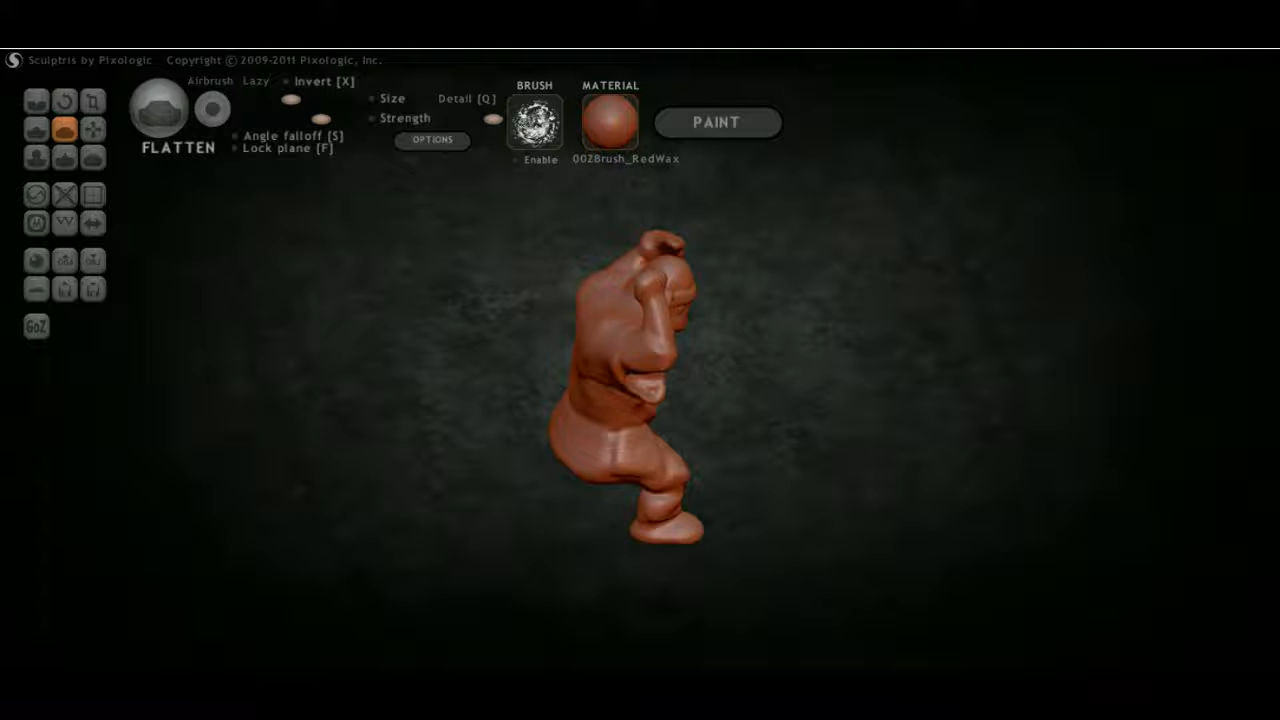 Sculptris by Pixologic Copyright © 2009-2011 Pixologic, Inc.
Airbrush Lazy Invert [X]
BRUSH
MATERIAL
Size Detail [Q]
Strength
PAINT
Angle falloff [S]
OPTIONS
FLATTEN
Lock plane [F]
Enable
00ZBrush_RedWax
GoZ